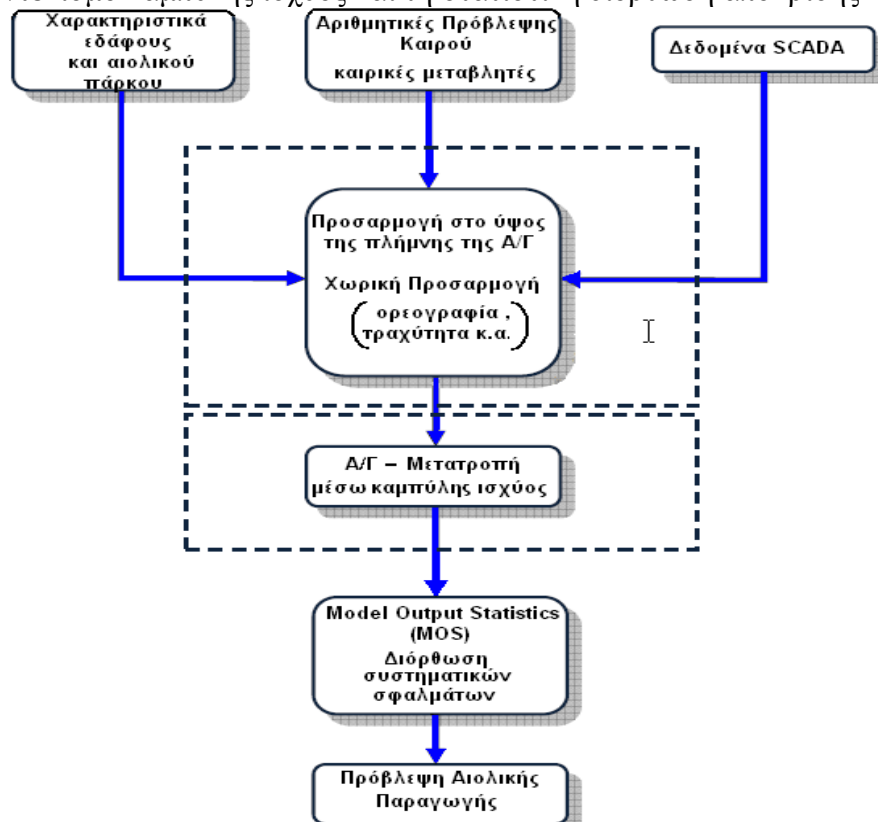 Χαρακτηριστικά
εδάφους
και αιολικού
πάρκου
Αριθμητικές Πρόβλεψης
Καιρού
καιρικές μεταβλητές
Δεδομένα SCADA
Προσαρμογή στο ύψος
της πλήμνης της Α/Γ
Χωρική Προσαρμογή
(ορεογραφία ,
τραχύτητα κ.α.)
Α/Γ – Μετατροπή
μέσω καμπύλης ισχύος
Model Output Statistics
(MOS)
Διόρθωση
συστηματικών
σφαλμάτων
Πρόβλεψη Αιολικής
Παραγωγής